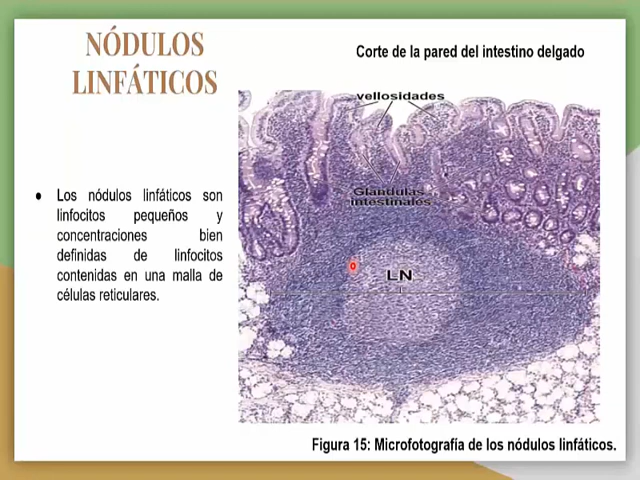 NÓDULOS
LINFÁTICOS
Corte de la pared del intestino delgado
vellosidades
Glandulas
intestinales
LN
● Los nódulos linfáticos son
linfocitos pequeños y
concentraciones bien
definidas de linfocitos
contenidas en una malla de
células reticulares.
Figura 15: Microfotografía de los nódulos linfáticos.